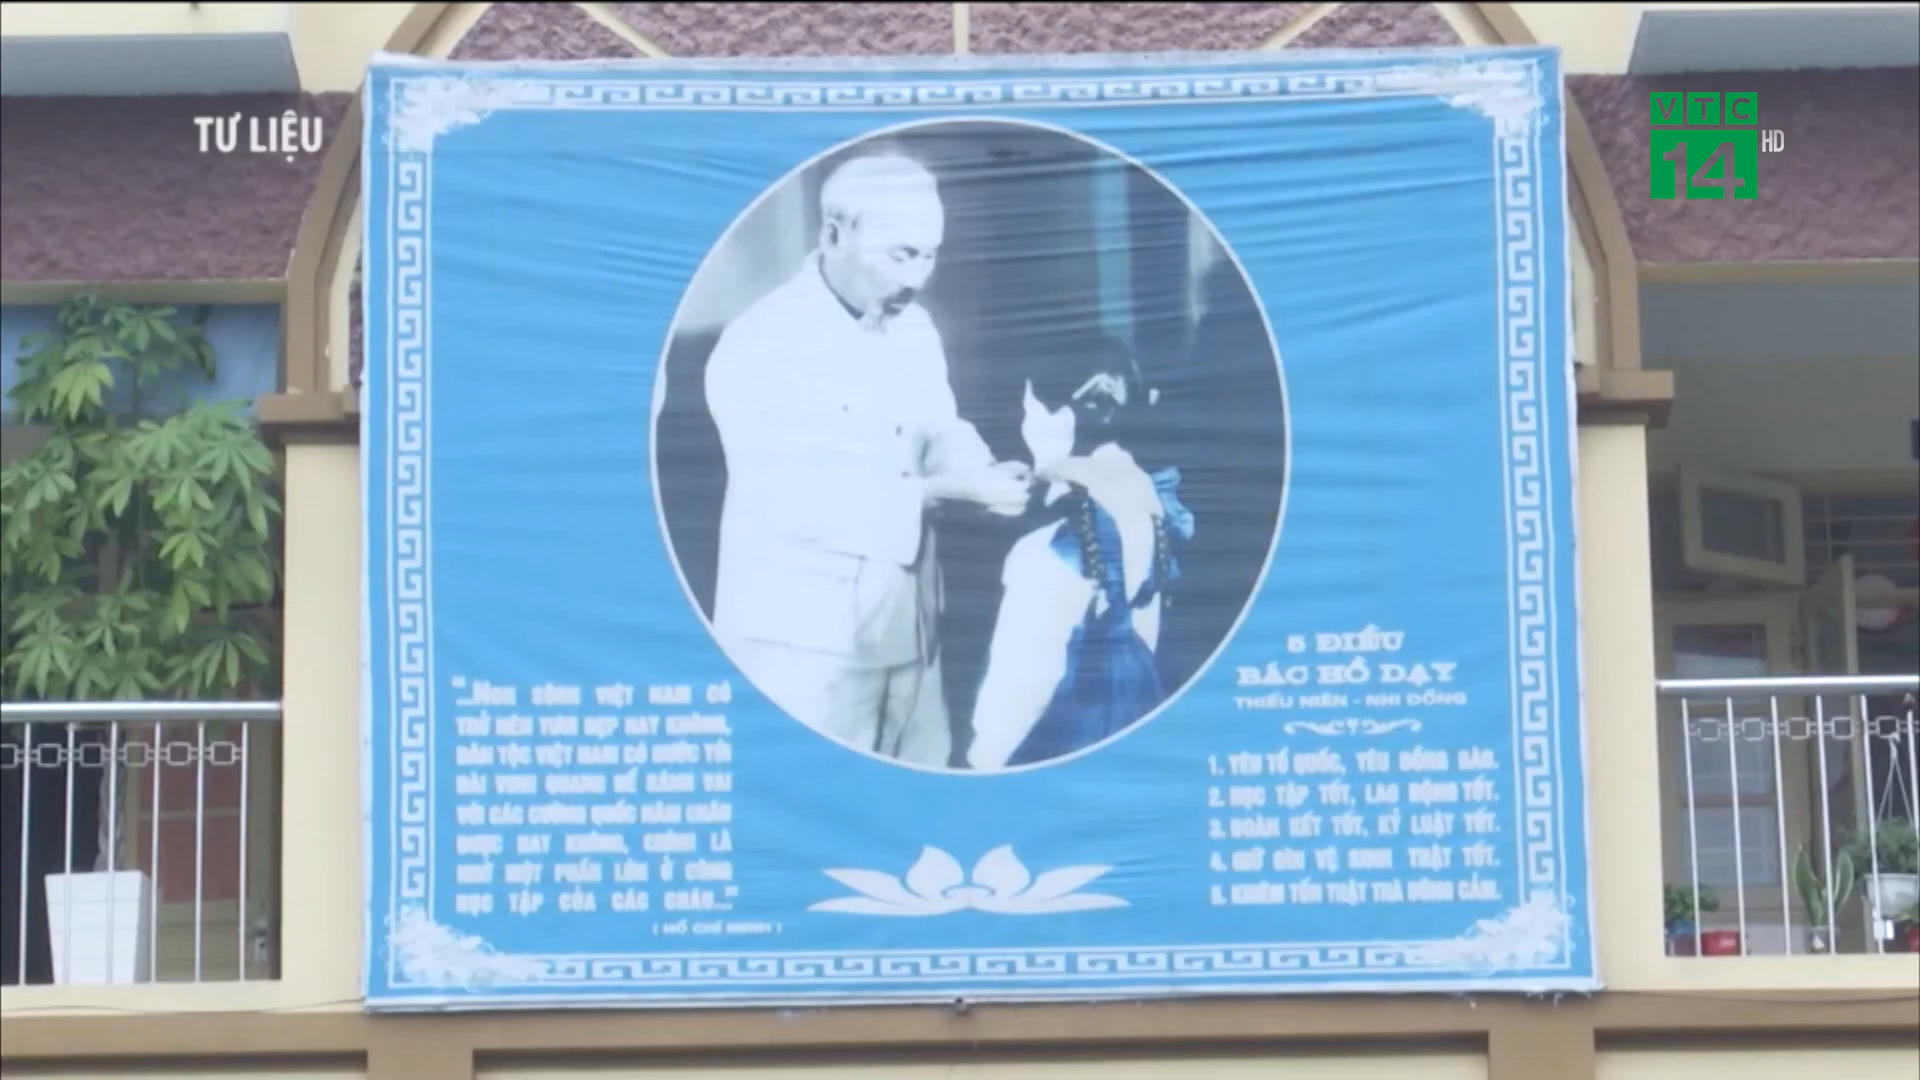 TƯ LIỆU
VTC
14 HD
"...NON SÔNG VIỆT NAM CÓ
TRỞ NÊN TƯƠI ĐẸP HAY KHÔNG,
DÂN TỘC VIỆT NAM CÓ BƯỚC TỚI
ĐÀI VINH QUANG ĐỂ SÁNH VAI
VỚI CÁC CƯỜNG QUỐC NĂM CHÂU
ĐƯỢC HAY KHÔNG, CHÍNH LÀ
NHỜ MỘT PHẦN LỚN Ở CÔNG
HỌC TẬP CỦA CÁC CHÁU..."
( HỒ CHÍ MINH )
5 ĐIỀU
BÁC HỒ DẠY
THIẾU NIÊN - NHI ĐỒNG
1. YÊU TỔ QUỐC, YÊU ĐỒNG BÀO.
2. HỌC TẬP TỐT, LAO ĐỘNG TỐT.
3. ĐOÀN KẾT TỐT, KỶ LUẬT TỐT.
4. GIỮ GÌN VỆ SINH THẬT TỐT.
5. KHIÊM TỐN THẬT THÀ DŨNG CẢM.